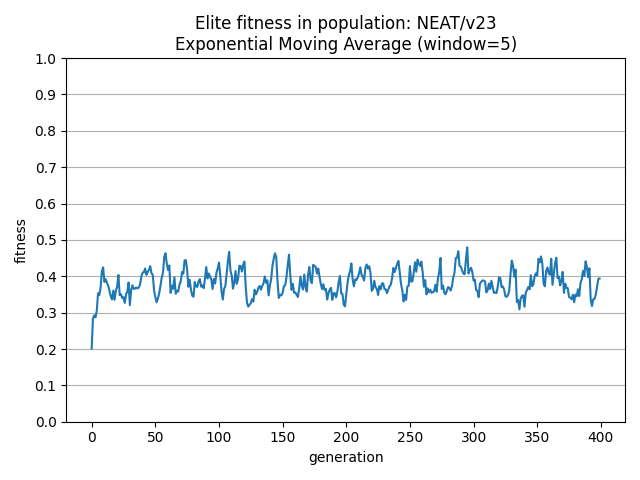 Elite fitness in population: NEAT/v23
Exponential Moving Average (window=5)
1.0
0.9
0.8
0.7
0.6
0.5
0.4
0.3
0.2
0.1
0.0
fitness
0 50 100 150 200 250 300 350 400
generation